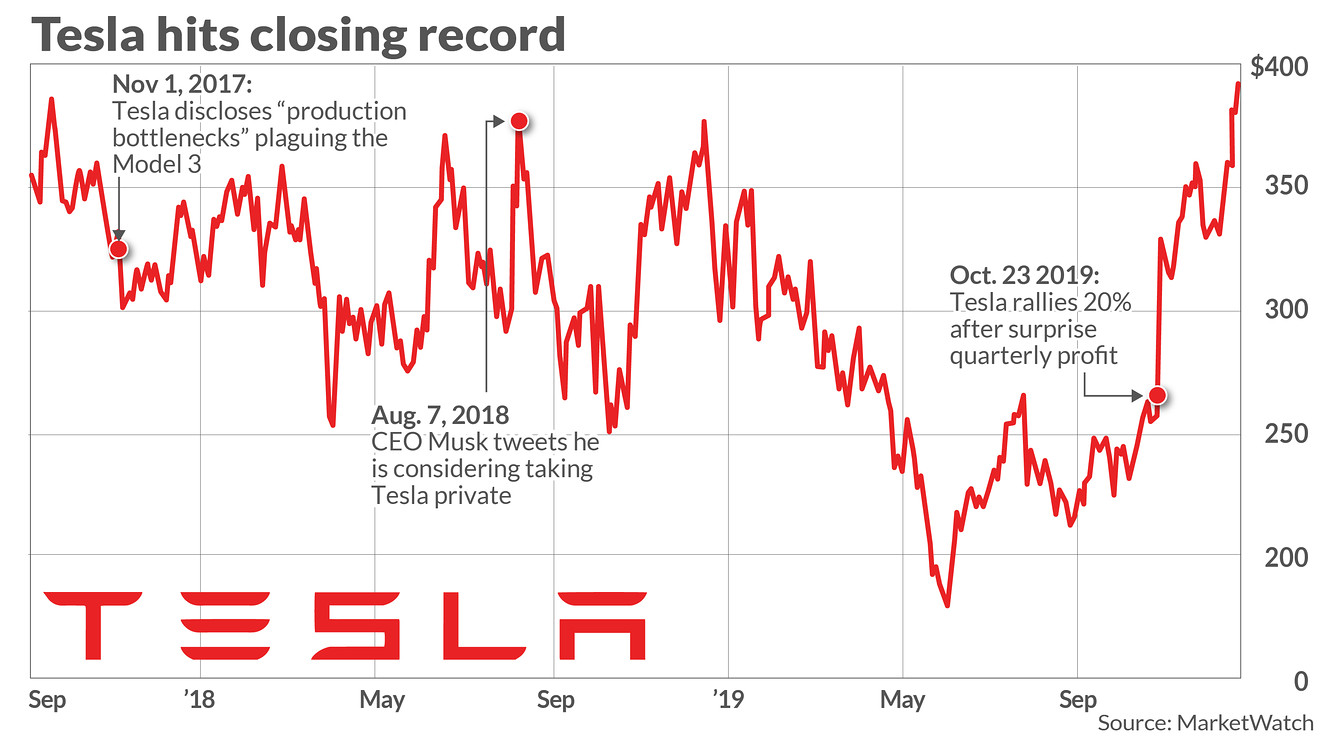 Tesla hits closing record
$400
Nov 1, 2017:
Tesla discloses “production
bottlenecks” plaguing the
Model 3
350
Oct. 23 2019:
Tesla rallies 20%
after surprise
quarterly profit
300
Aug. 7, 2018
CEO Musk tweets he
is considering taking
Tesla private
250
200
TESLA
0
Sep ’18 May Sep ’19 May Sep
Source: MarketWatch